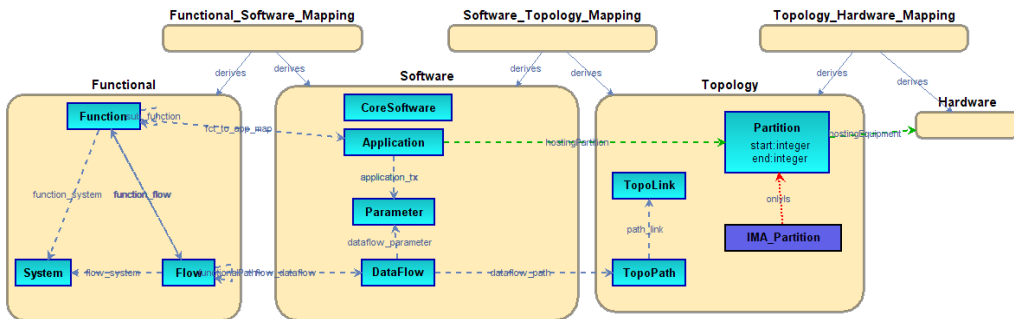 Functional_Software_Mapping
Software_Topology_Mapping
Topology_Hardware_Mapping
derives
derives
derives
derives
derives
derives
Functional
Software
Topology
Hardware
Function
sub_function
fct_to_app_map
CoreSoftware
Application
hostingPartition
Partition
start:integer
end:integer
hostingEquipment
application_tx
function_system
function_flow
TopoLink
onlyIs
Parameter
path_link
IMA_Partition
dataflow_parameter
System
flow_system
Flow
functionalPath
flow_dataflow
DataFlow
dataflow_path
TopoPath